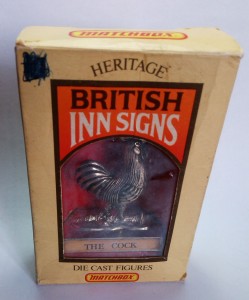 MATCHBOX
HERITAGE
BRITISH
INN SIGNS
THE COCK
DIE CAST FIGURES
MATCHBOX